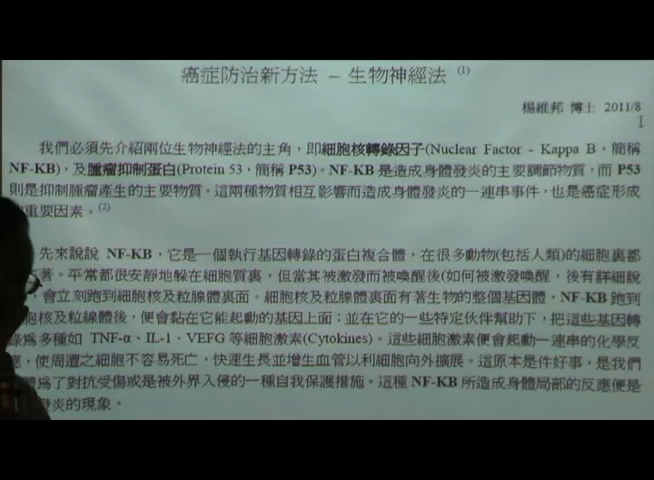 癌症防治新方法 – 生物神經法 (1)
楊維邦 博士 2011/8
我們必須先介紹兩位生物神經法的主角，即細胞核轉錄因子(Nuclear Factor - Kappa B，簡稱
NF-KB)，及腫瘤抑制蛋白(Protein 53，簡稱 P53)。NF-KB 是造成身體發炎的主要調節物質，而 P53
則是抑制腫瘤產生的主要物質。這兩種物質相互影響而造成身體發炎的一連串事件，也是癌症形成
重要因素。(2)
先來說說 NF-KB，它是一個執行基因轉錄的蛋白複合體，在很多動物(包括人類)的細胞裏都
著。平常都很安靜地躲在細胞質裏，但當其被激發而被喚醒後(如何被激發喚醒，後有詳細說
，會立刻跑到細胞核及粒腺體裏面。細胞核及粒腺體裏面有著生物的整個基因體，NF-KB 跑到
胞核及粒線體後，便會黏在它能起動的基因上面；並在它的一些特定伙伴幫助下，把這些基因轉
錄爲多種如 TNF-α、IL-1、VEFG 等細胞激素(Cytokines)。這些細胞激素便會起動一連串的化學反
應，使周遭之細胞不容易死亡，快速生長並增生血管以利細胞向外擴展。這原本是件好事，是我們
體爲了對抗受傷或是被外界入侵的一種自我保護措施。這種 NF-KB 所造成身體局部的反應便是
發炎的現象。